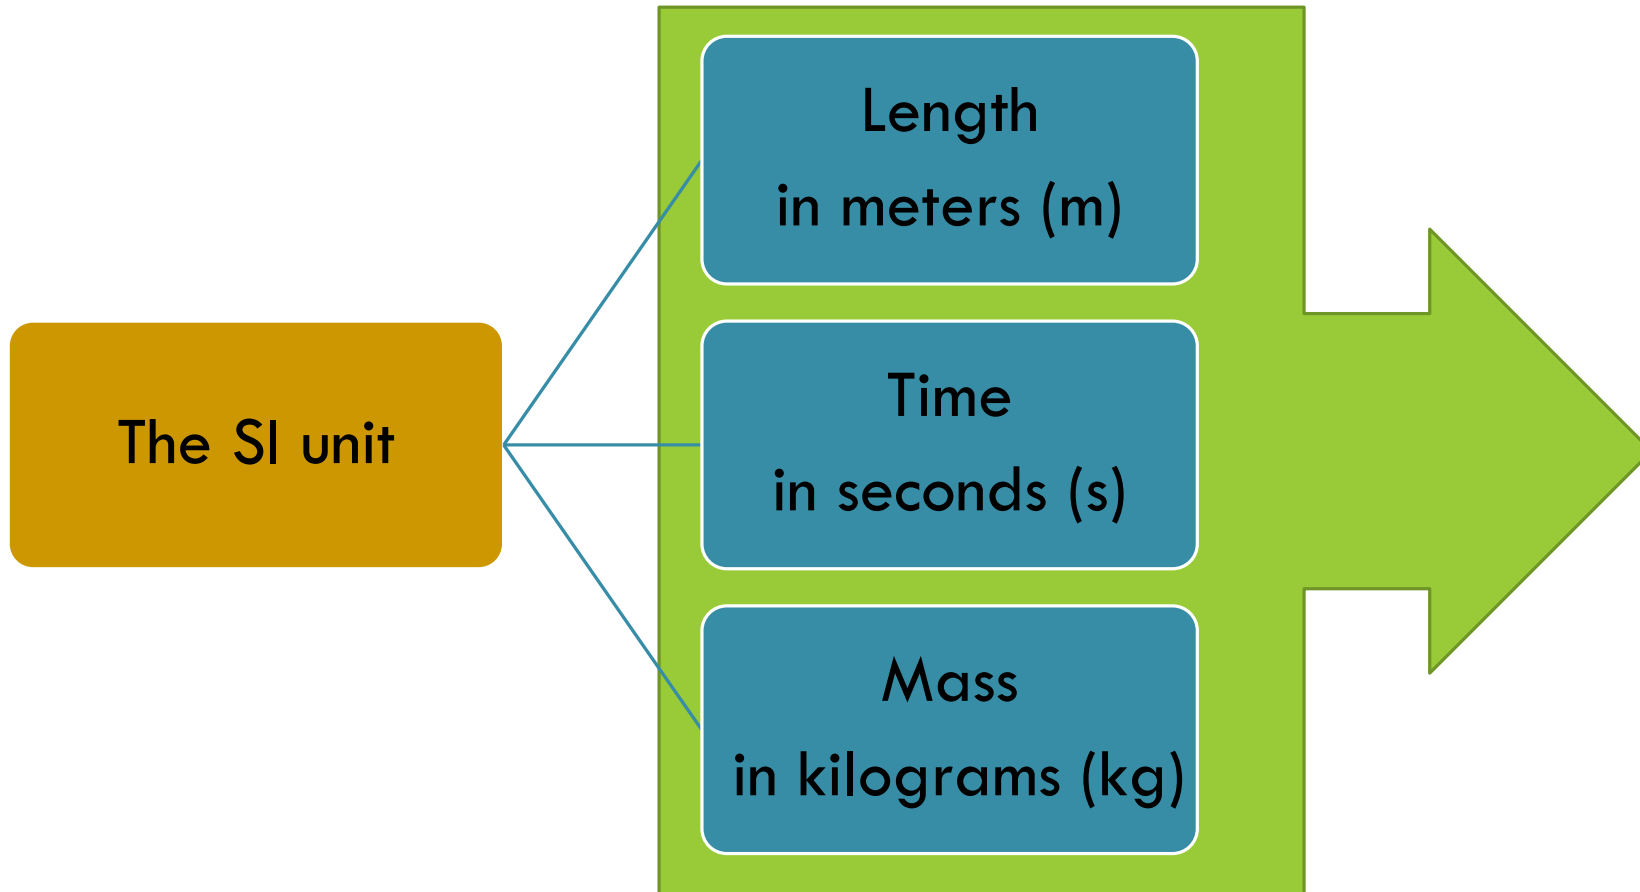 The SI unit
Length
in meters (m)
Time
in seconds (s)
Mass
in kilograms (kg)